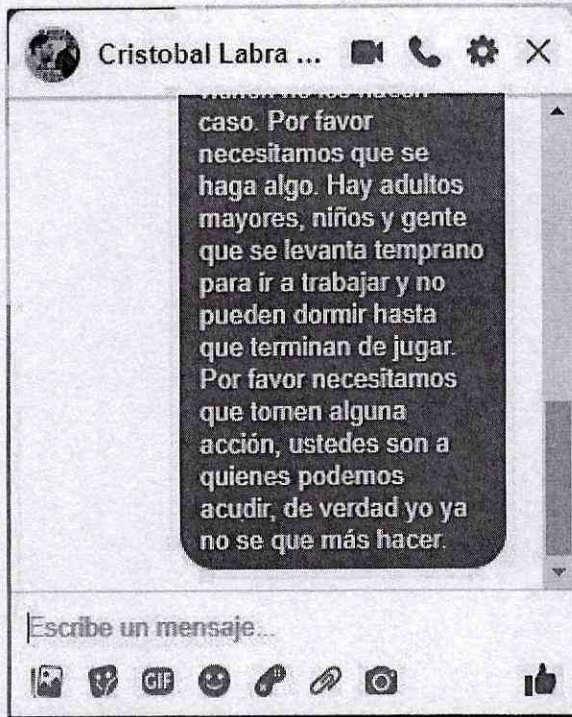 Cristobal Labra ...
caso. Por favor
necesitamos que se
haga algo. Hay adultos
mayores, niños y gente
que se levanta temprano
para ir a trabajar y no
pueden dormir hasta
que terminan de jugar.
Por favor necesitamos
que tomen alguna
acción, ustedes son a
quienes podemos
acudir, de verdad yo ya
no se que más hacer.
Escribe un mensaje...
GIF